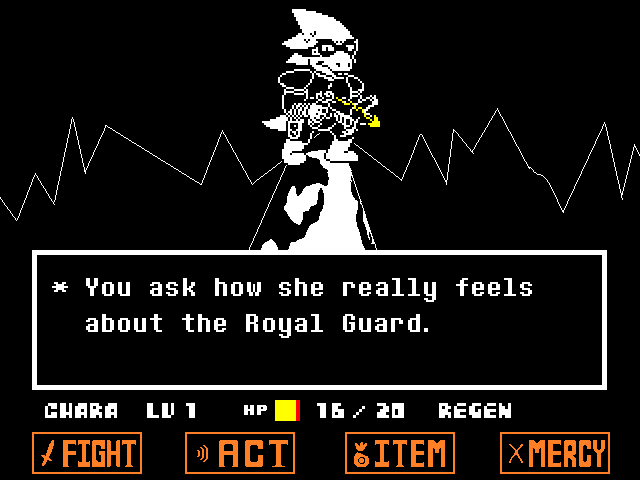 * You ask how she really feels
about the Royal Guard.
CHARA LV 1 HP 16 / 20 REGEN
FIGHT ACT ITEM MERCY